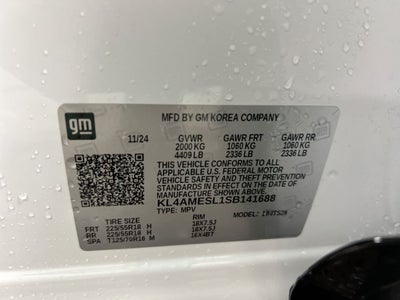 gm
MFD BY GM KOREA COMPANY
11/24 GVWR GAWR FRT GAWR RR
2000 KG 1060 KG 1060 KG
4409 LB 2336 LB 2336 LB
THIS VEHICLE CONFORMS TO ALL
APPLICABLE U.S. FEDERAL MOTOR
VEHICLE SAFETY AND THEFT PREVENTION
STANDARDS IN EFFECT ON THE DATE OF
MANUFACTURE SHOWN ABOVE.
KL4AMESL1SB141688
TYPE: MPV MODEL:
TIRE SIZE RIM
FRT 225/55R18 H 18X7.5J
RR 225/55R18 H 18X7.5J
SPA T125/70R16 M 16X4BT